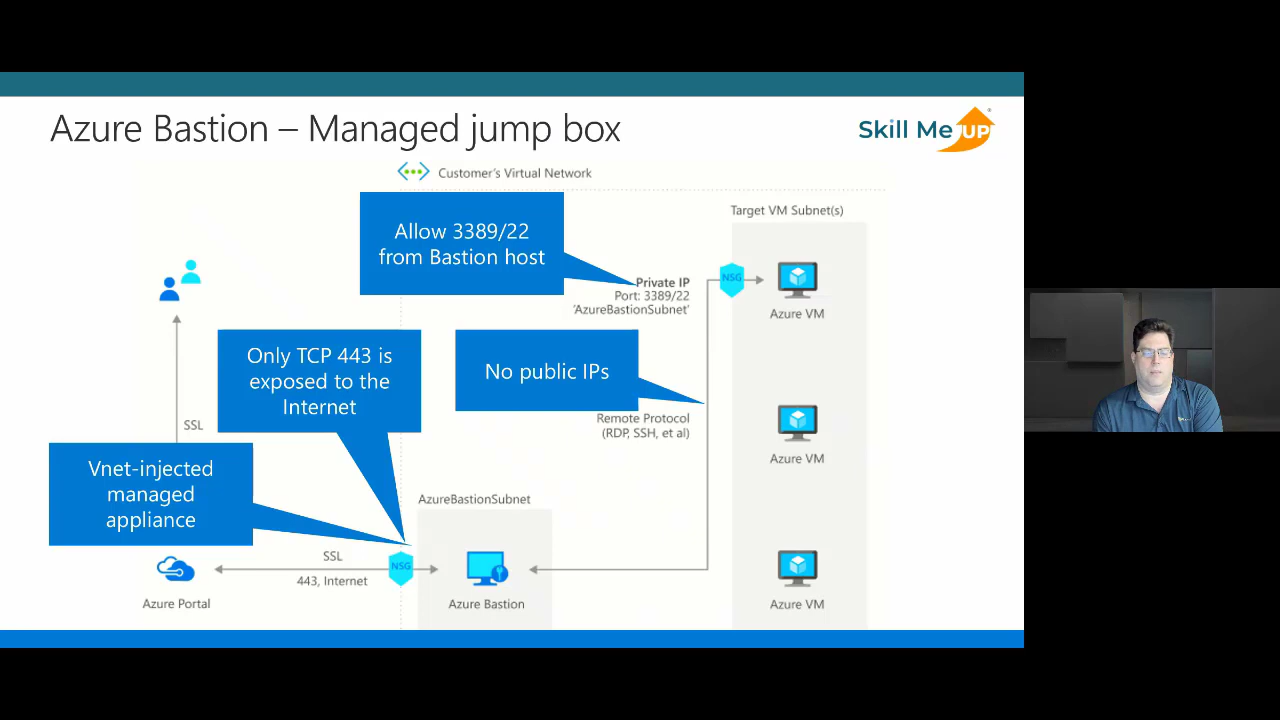 Azure Bastion – Managed jump box
Skill Me UP
Customer's Virtual Network
Target VM Subnet(s)
Allow 3389/22
from Bastion host
Private IP
Port: 3389/22
'AzureBastionSubnet'
NSG
Azure VM
Only TCP 443 is
exposed to the
Internet
No public IPs
Remote Protocol
(RDP, SSH, et al)
SSL
Azure VM
Vnet-injected
managed
appliance
AzureBastionSubnet
SSL
443, Internet
NSG
Azure Portal
Azure Bastion
Azure VM